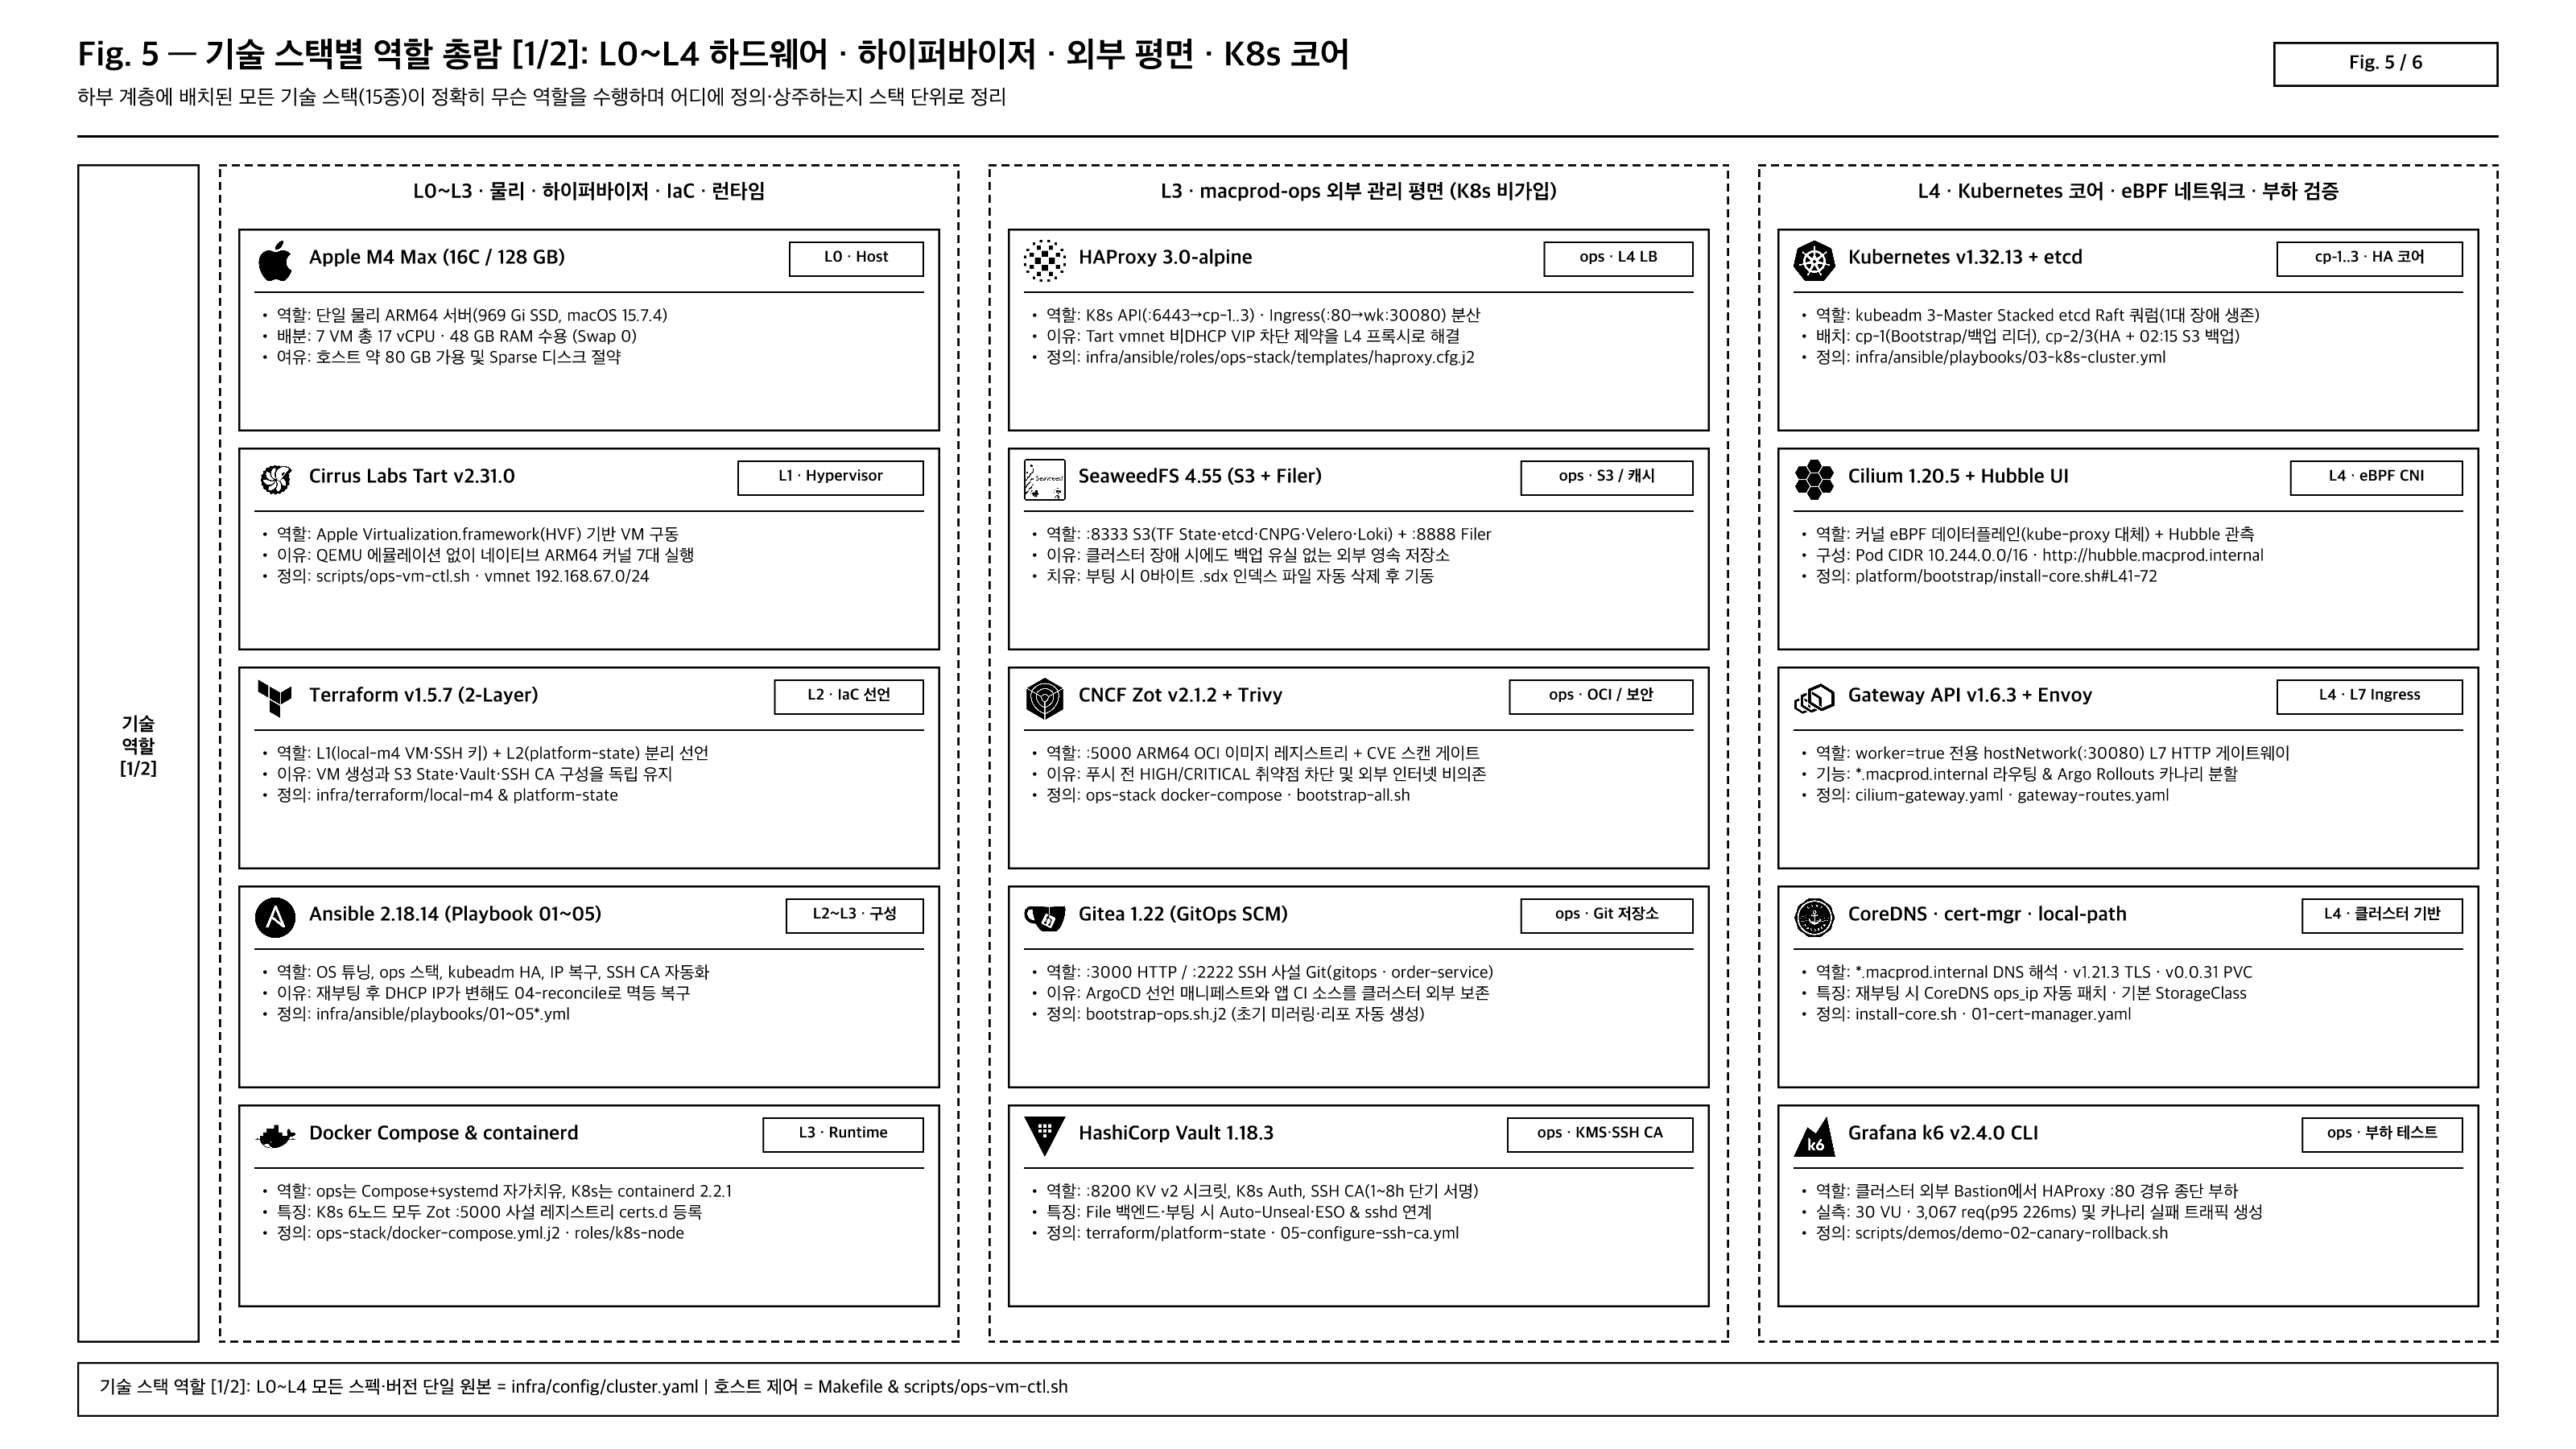 Fig. 5 — 기술 스택별 역할 총람 [1/2]: L0~L4 하드웨어 · 하이퍼바이저 · 외부 평면 · K8s 코어
하부 계층에 배치된 모든 기술 스택(15종)이 정확히 무슨 역할을 수행하며 어디에 정의·상주하는지 스택 단위로 정리
Fig. 5 / 6
기술
역할
[1/2]
L0~L3 · 물리 · 하이퍼바이저 · IaC · 런타임
Apple M4 Max (16C / 128 GB)
L0 · Host
• 역할: 단일 물리 ARM64 서버(969 Gi SSD, macOS 15.7.4)
• 배분: 7 VM 총 17 vCPU · 48 GB RAM 수용 (Swap 0)
• 여유: 호스트 약 80 GB 가용 및 Sparse 디스크 절약
Cirrus Labs Tart v2.31.0
L1 · Hypervisor
• 역할: Apple Virtualization.framework(HVF) 기반 VM 구동
• 이유: QEMU 에뮬레이션 없이 네이티브 ARM64 커널 7대 실행
• 정의: scripts/ops-vm-ctl.sh · vmnet 192.168.67.0/24
Terraform v1.5.7 (2-Layer)
L2 · IaC 선언
• 역할: L1(local-m4 VM·SSH 키) + L2(platform-state) 분리 선언
• 이유: VM 생성과 S3 State·Vault·SSH CA 구성을 독립 유지
• 정의: infra/terraform/local-m4 & platform-state
Ansible 2.18.14 (Playbook 01~05)
L2~L3 · 구성
• 역할: OS 튜닝, ops 스택, kubeadm HA, IP 복구, SSH CA 자동화
• 이유: 재부팅 후 DHCP IP가 변해도 04-reconcile로 멱등 복구
• 정의: infra/ansible/playbooks/01~05*.yml
Docker Compose & containerd
L3 · Runtime
• 역할: ops는 Compose+systemd 자가치유, K8s는 containerd 2.2.1
• 특징: K8s 6노드 모두 Zot :5000 사설 레지스트리 certs.d 등록
• 정의: ops-stack/docker-compose.yml.j2 · roles/k8s-node
L3 · macprod-ops 외부 관리 평면 (K8s 비가입)
HAProxy 3.0-alpine
ops · L4 LB
• 역할: K8s API(:6443→cp-1..3) · Ingress(:80→wk:30080) 분산
• 이유: Tart vmnet 비DHCP VIP 차단 제약을 L4 프록시로 해결
• 정의: infra/ansible/roles/ops-stack/templates/haproxy.cfg.j2
Seaweed
SeaweedFS 4.55 (S3 + Filer)
ops · S3 / 캐시
• 역할: :8333 S3(TF State·etcd·CNPG·Velero·Loki) + :8888 Filer
• 이유: 클러스터 장애 시에도 백업 유실 없는 외부 영속 저장소
• 치유: 부팅 시 0바이트 .sdx 인덱스 파일 자동 삭제 후 기동
CNCF Zot v2.1.2 + Trivy
ops · OCI / 보안
• 역할: :5000 ARM64 OCI 이미지 레지스트리 + CVE 스캔 게이트
• 이유: 푸시 전 HIGH/CRITICAL 취약점 차단 및 외부 인터넷 비의존
• 정의: ops-stack docker-compose · bootstrap-all.sh
Gitea 1.22 (GitOps SCM)
ops · Git 저장소
• 역할: :3000 HTTP / :2222 SSH 사설 Git(gitops · order-service)
• 이유: ArgoCD 선언 매니페스트와 앱 CI 소스를 클러스터 외부 보존
• 정의: bootstrap-ops.sh.j2 (초기 미러링·리포 자동 생성)
HashiCorp Vault 1.18.3
ops · KMS·SSH CA
• 역할: :8200 KV v2 시크릿, K8s Auth, SSH CA(1~8h 단기 서명)
• 특징: File 백엔드·부팅 시 Auto-Unseal·ESO & sshd 연계
• 정의: terraform/platform-state · 05-configure-ssh-ca.yml
L4 · Kubernetes 코어 · eBPF 네트워크 · 부하 검증
Kubernetes v1.32.13 + etcd
cp-1..3 · HA 코어
• 역할: kubeadm 3-Master Stacked etcd Raft 쿼럼(1대 장애 생존)
• 배치: cp-1(Bootstrap/백업 리더), cp-2/3(HA + 02:15 S3 백업)
• 정의: infra/ansible/playbooks/03-k8s-cluster.yml
Cilium 1.20.5 + Hubble UI
L4 · eBPF CNI
• 역할: 커널 eBPF 데이터플레인(kube-proxy 대체) + Hubble 관측
• 구성: Pod CIDR 10.244.0.0/16 · http://hubble.macprod.internal
• 정의: platform/bootstrap/install-core.sh#L41-72
Gateway API v1.6.3 + Envoy
L4 · L7 Ingress
• 역할: worker=true 전용 hostNetwork(:30080) L7 HTTP 게이트웨이
• 기능: *.macprod.internal 라우팅 & Argo Rollouts 카나리 분할
• 정의: cilium-gateway.yaml · gateway-routes.yaml
CoreDNS · cert-mgr · local-path
L4 · 클러스터 기반
• 역할: *.macprod.internal DNS 해석 · v1.21.3 TLS · v0.0.31 PVC
• 특징: 재부팅 시 CoreDNS ops_ip 자동 패치 · 기본 StorageClass
• 정의: install-core.sh · 01-cert-manager.yaml
k6
Grafana k6 v2.4.0 CLI
ops · 부하 테스트
• 역할: 클러스터 외부 Bastion에서 HAProxy :80 경유 종단 부하
• 실측: 30 VU · 3,067 req(p95 226ms) 및 카나리 실패 트래픽 생성
• 정의: scripts/demos/demo-02-canary-rollback.sh
기술 스택 역할 [1/2]: L0~L4 모든 스펙·버전 단일 원본 = infra/config/cluster.yaml | 호스트 제어 = Makefile & scripts/ops-vm-ctl.sh